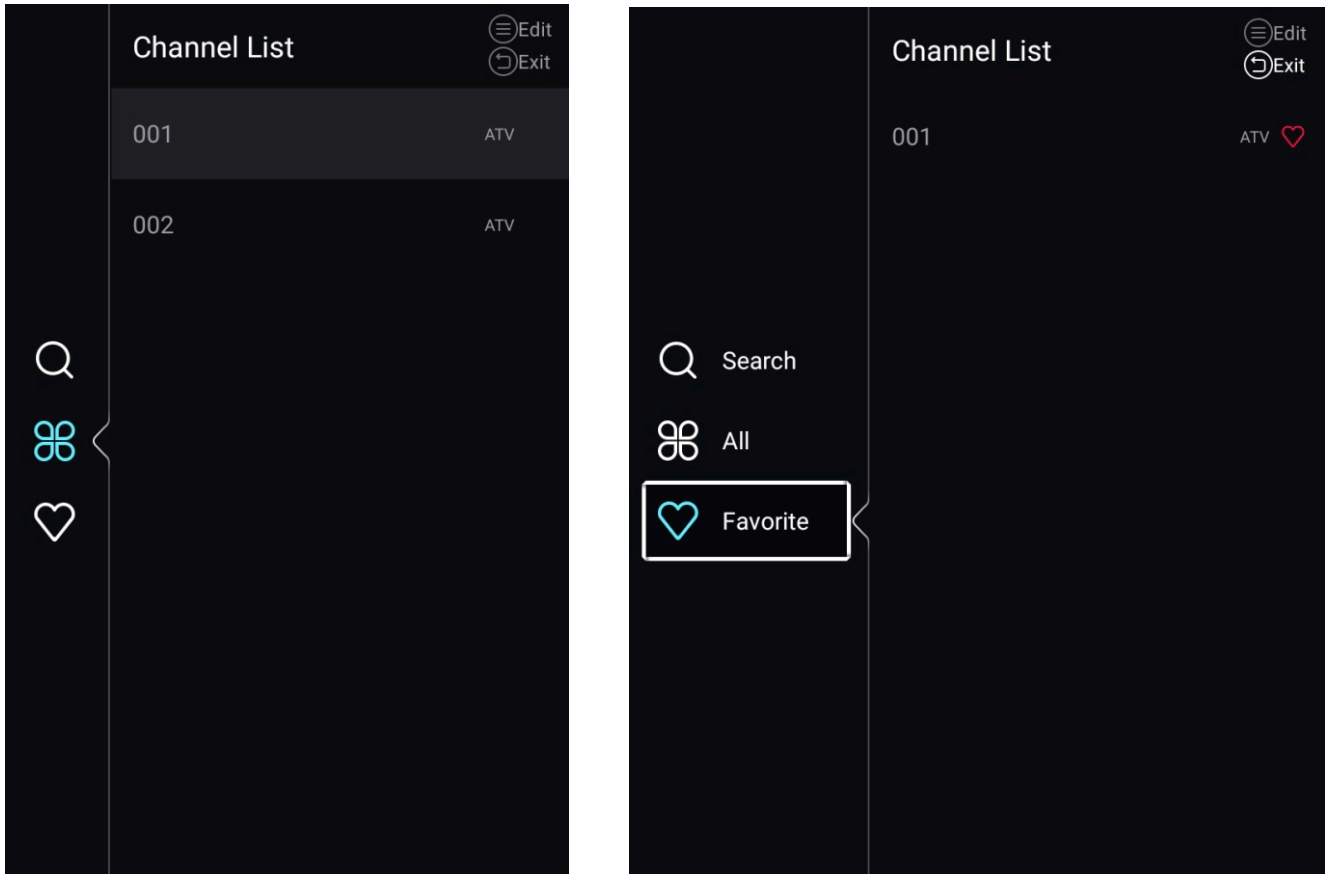 Channel List
Edit
Exit
001 ATV
002 ATV
Channel List
Edit
Exit
001 ATV
Search
All
Favorite